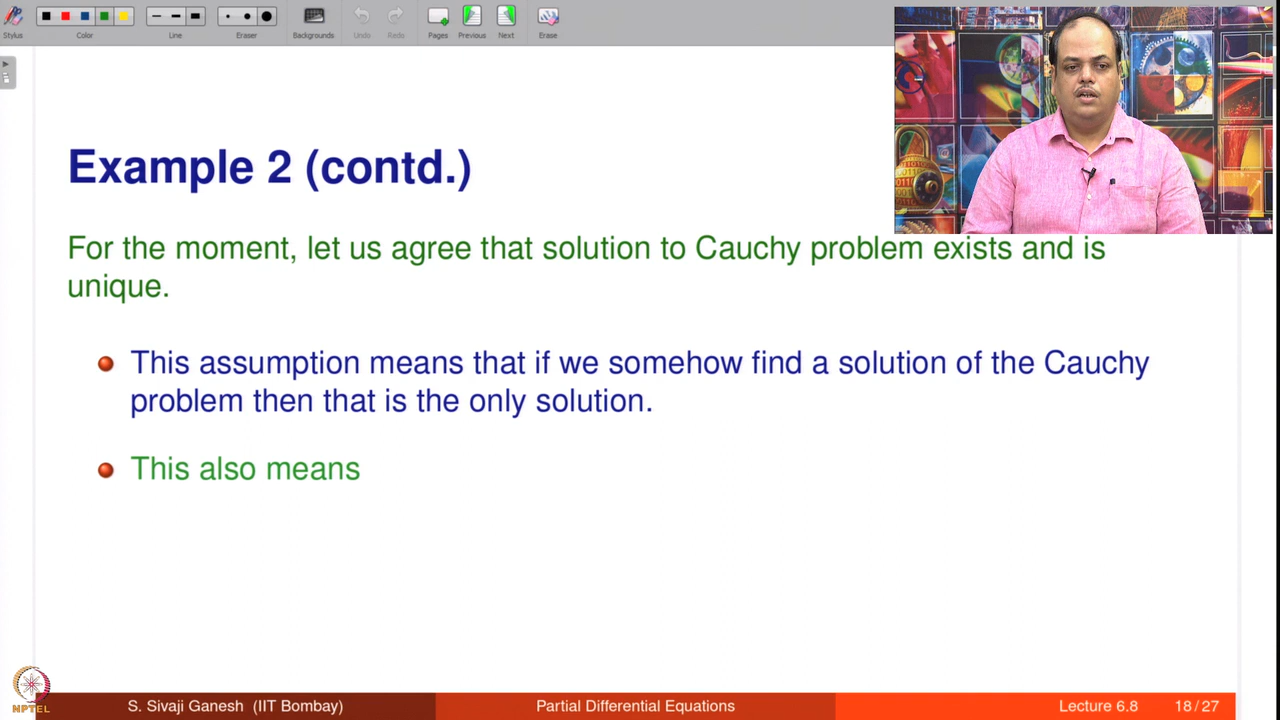 Stylus
Color
Line
Eraser
Backgrounds
Undo
Redo
Pages
Previous
Next
Erase
Example 2 (contd.)
For the moment, let us agree that solution to Cauchy problem exists and is
unique.
This assumption means that if we somehow find a solution of the Cauchy
problem then that is the only solution.
This also means
NPTEL
S. Sivaji Ganesh (IIT Bombay)
Partial Differential Equations
Lecture 6.8
18/27